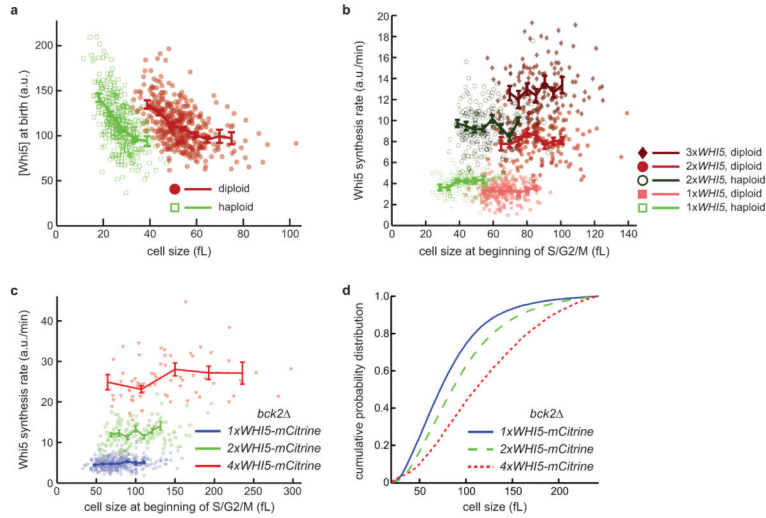 a
[Whi5] at birth (a.u.)
200
150
100
50
0
diploid
haploid
0 20 40 60 80 100
cell size (fL)
b
Whi5 synthesis rate (a.u./min)
20
18
16
14
12
10
8
6
4
2
0
0 20 40 60 80 100 120 140
cell size at beginning of S/G2/M (fL)
3xWHI5, diploid
2xWHI5, diploid
2xWHI5, haploid
1xWHI5, diploid
1xWHI5, haploid
c
Whi5 synthesis rate (a.u./min)
40
30
20
10
0
bck2Δ
1xWHI5-mCitrine
2xWHI5-mCitrine
4xWHI5-mCitrine
0 50 100 150 200 250 300
cell size at beginning of S/G2/M (fL)
d
cumulative probability distribution
1.0
0.8
0.6
0.4
0.2
0
bck2Δ
1xWHI5-mCitrine
2xWHI5-mCitrine
4xWHI5-mCitrine
50 100 150 200
cell size (fL)